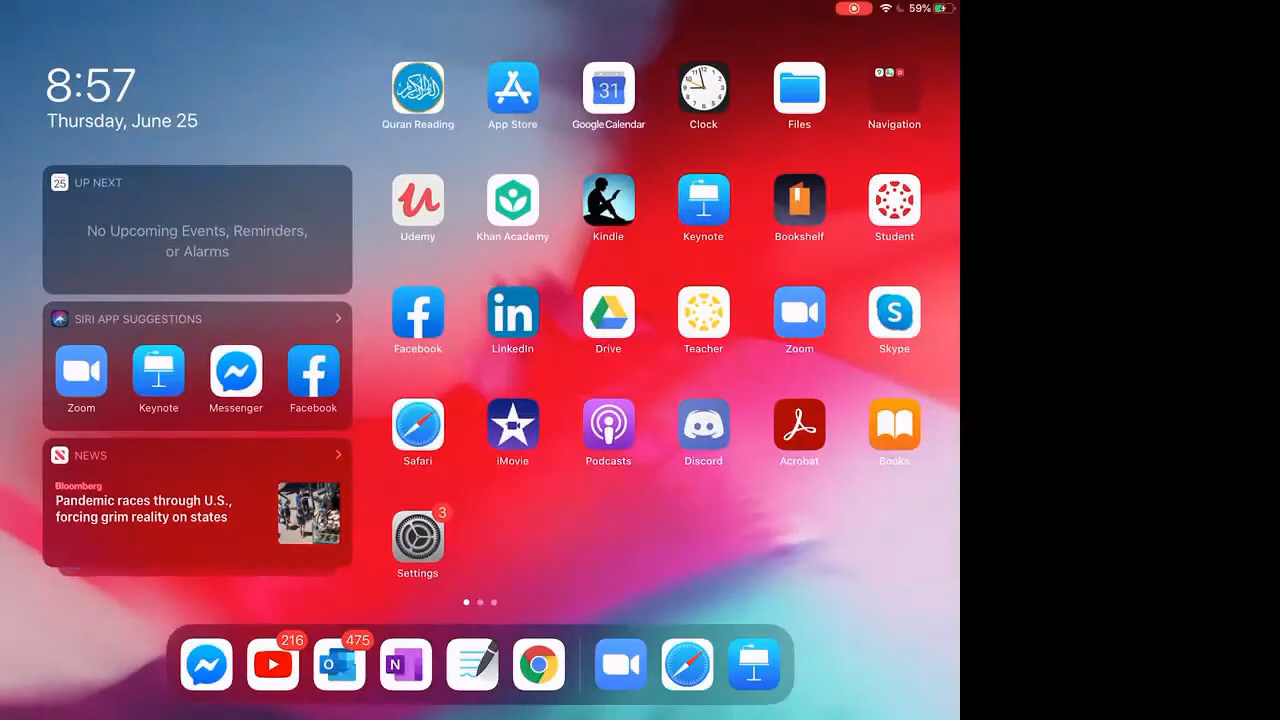 59%
8:57
Thursday, June 25
25 UP NEXT
No Upcoming Events, Reminders,
or Alarms
SIRI APP SUGGESTIONS
Zoom Keynote Messenger Facebook
NEWS
Bloomberg
Pandemic races through U.S.,
forcing grim reality on states
31
Quran Reading App Store Google Calendar Clock Files Navigation
Udemy Khan Academy Kindle Keynote Bookshelf Student
in
Facebook LinkedIn Drive Teacher Zoom Skype
Safari iMovie Podcasts Discord Acrobat Books
3
Settings
216 475